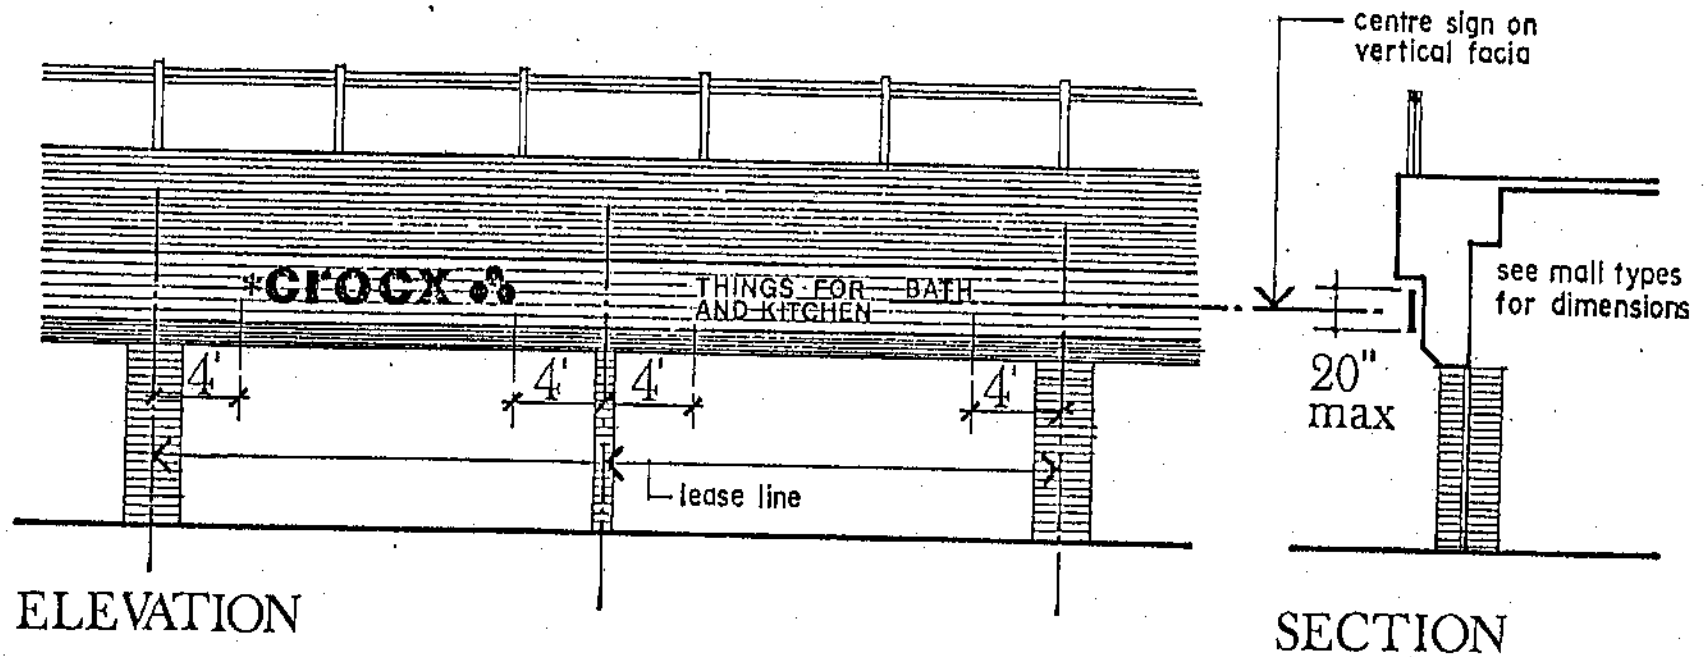 centre sign on
vertical facia
*crocx
THINGS FOR BATH
AND KITCHEN
see mall types
for dimensions
4'
4'
4'
4'
20"
max
lease line
ELEVATION
SECTION